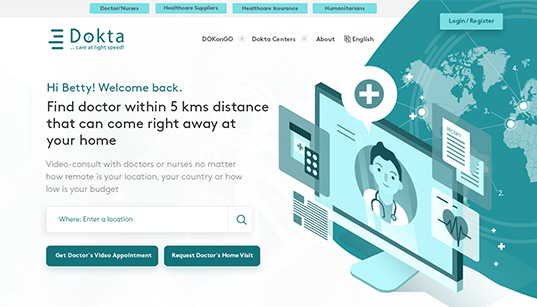 Doctor/Nurses
Healthcare Suppliers
Healthcare Insurance
Humanitarians
Login / Register
Dokta
... care at light speed!
DOKonGO
Dokta Centers
About
English
Hi Betty! Welcome back.
Find doctor within 5 kms distance
that can come right away at
your home
Video-consult with doctors or nurses no matter
how remote is your location, your country or how
low is your budget
Where: Enter a location
Get Doctor's Video Appointment
Request Doctor's Home Visit
4.
3.
2.